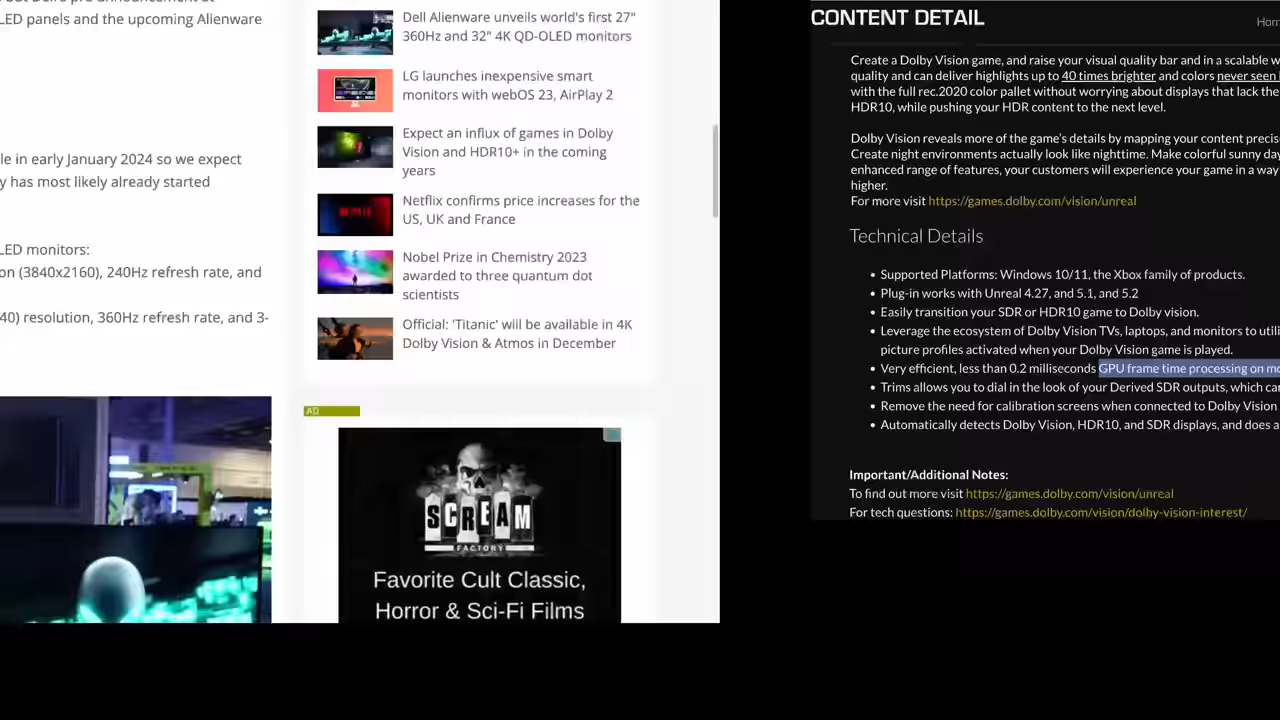 LED panels and the upcoming Alienware
le in early January 2024 so we expect
y has most likely already started
LED monitors:
on (3840x2160), 240Hz refresh rate, and
40) resolution, 360Hz refresh rate, and 3-
Dell Alienware unveils world's first 27"
360Hz and 32" 4K QD-OLED monitors
LG launches inexpensive smart
monitors with webOS 23, AirPlay 2
Expect an influx of games in Dolby
Vision and HDR10+ in the coming
years
Netflix confirms price increases for the
US, UK and France
Nobel Prize in Chemistry 2023
awarded to three quantum dot
scientists
Official: 'Titanic' will be available in 4K
Dolby Vision & Atmos in December
AD
SCREAM
FACTORY
Favorite Cult Classic,
Horror & Sci-Fi Films
CONTENT DETAIL
Hom
Create a Dolby Vision game, and raise your visual quality bar and in a scalable w
quality and can deliver highlights up to 40 times brighter and colors never seen
with the full rec.2020 color pallet without worrying about displays that lack the
HDR10, while pushing your HDR content to the next level.
Dolby Vision reveals more of the game's details by mapping your content precis
Create night environments actually look like nighttime. Make colorful sunny day
enhanced range of features, your customers will experience your game in a way
higher.
For more visit https://games.dolby.com/vision/unreal
Technical Details
• Supported Platforms: Windows 10/11, the Xbox family of products.
• Plug-in works with Unreal 4.27, and 5.1, and 5.2
• Easily transition your SDR or HDR10 game to Dolby vision.
• Leverage the ecosystem of Dolby Vision TVs, laptops, and monitors to utili
picture profiles activated when your Dolby Vision game is played.
• Very efficient, less than 0.2 milliseconds GPU frame time processing on mo
• Trims allows you to dial in the look of your Derived SDR outputs, which can
• Remove the need for calibration screens when connected to Dolby Vision
• Automatically detects Dolby Vision, HDR10, and SDR displays, and does a
Important/Additional Notes:
To find out more visit https://games.dolby.com/vision/unreal
For tech questions: https://games.dolby.com/vision/dolby-vision-interest/